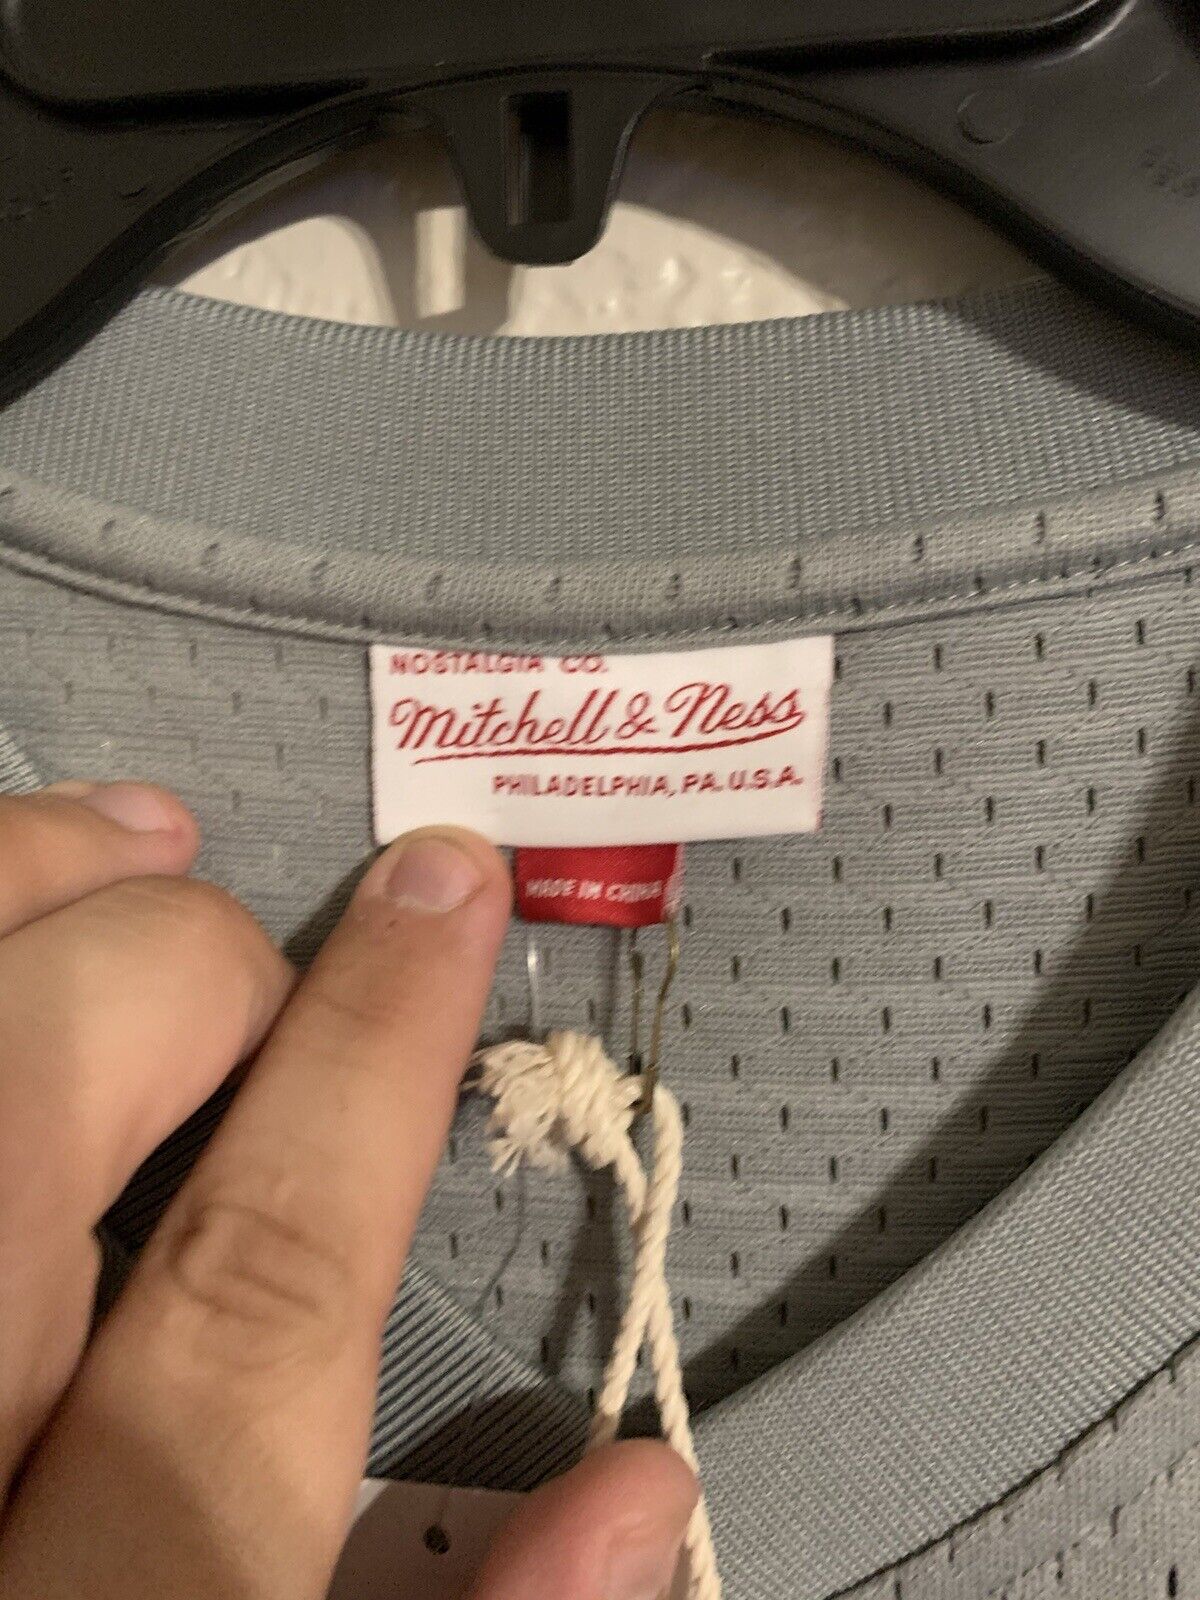 NOSTALGIA CO.
Mitchell & Ness
PHILADELPHIA, PA. U.S.A.
MADE IN CHINA